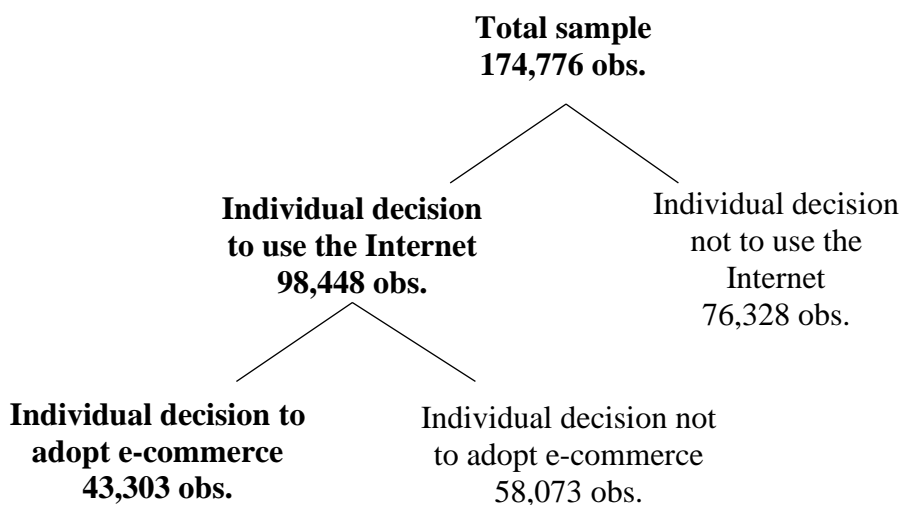 Total sample
174,776 obs.
Individual decision
to use the Internet
98,448 obs.
Individual decision
not to use the
Internet
76,328 obs.
Individual decision to
adopt e-commerce
43,303 obs.
Individual decision not
to adopt e-commerce
58,073 obs.